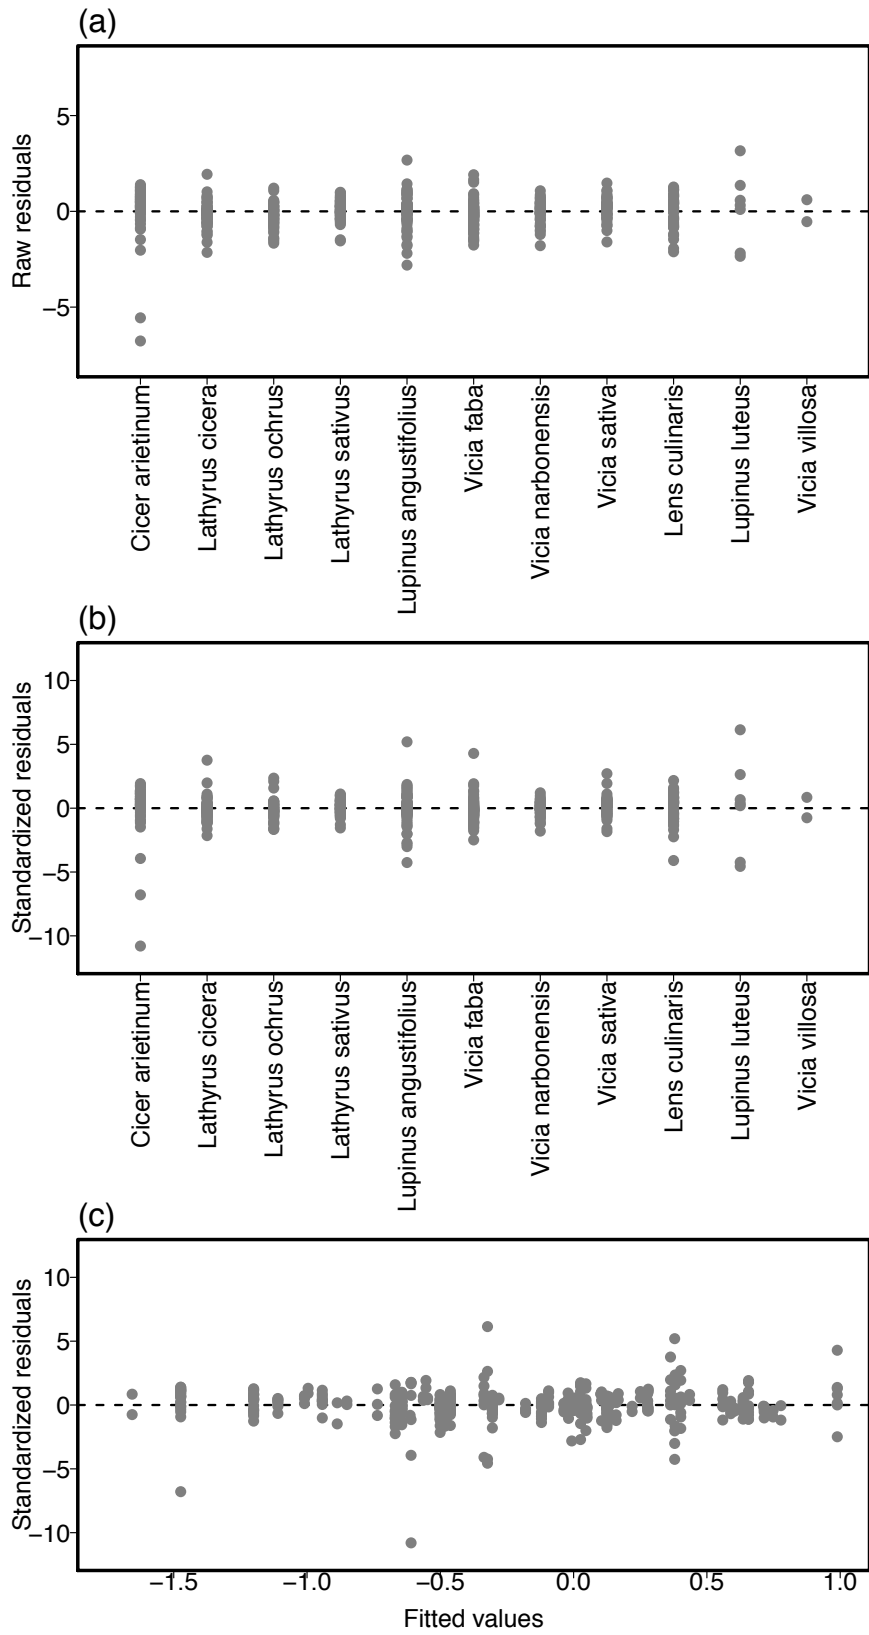 (a)
Raw residuals
5
0
−5
Cicer arietinum
Lathyrus cicera
Lathyrus ochrus
Lathyrus sativus
Lupinus angustifolius
Vicia faba
Vicia narbonensis
Vicia sativa
Lens culinaris
Lupinus luteus
Vicia villosa
(b)
Standardized residuals
10
5
0
−5
−10
Cicer arietinum
Lathyrus cicera
Lathyrus ochrus
Lathyrus sativus
Lupinus angustifolius
Vicia faba
Vicia narbonensis
Vicia sativa
Lens culinaris
Lupinus luteus
Vicia villosa
(c)
Standardized residuals
10
5
0
−5
−10
−1.5 −1.0 −0.5 0.0 0.5 1.0
Fitted values